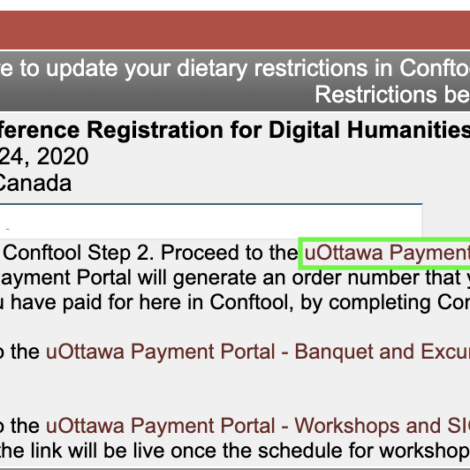 e to update your dietary restrictions in Confto
Restrictions be
ference Registration for Digital Humanities
24, 2020
Canada
Conftool Step 2. Proceed to the uOttawa Payment
ayment Portal will generate an order number that y
u have paid for here in Conftool, by completing Con
o the uOttawa Payment Portal - Banquet and Excu
o the uOttawa Payment Portal - Workshops and SI
the link will be live once the schedule for workshop